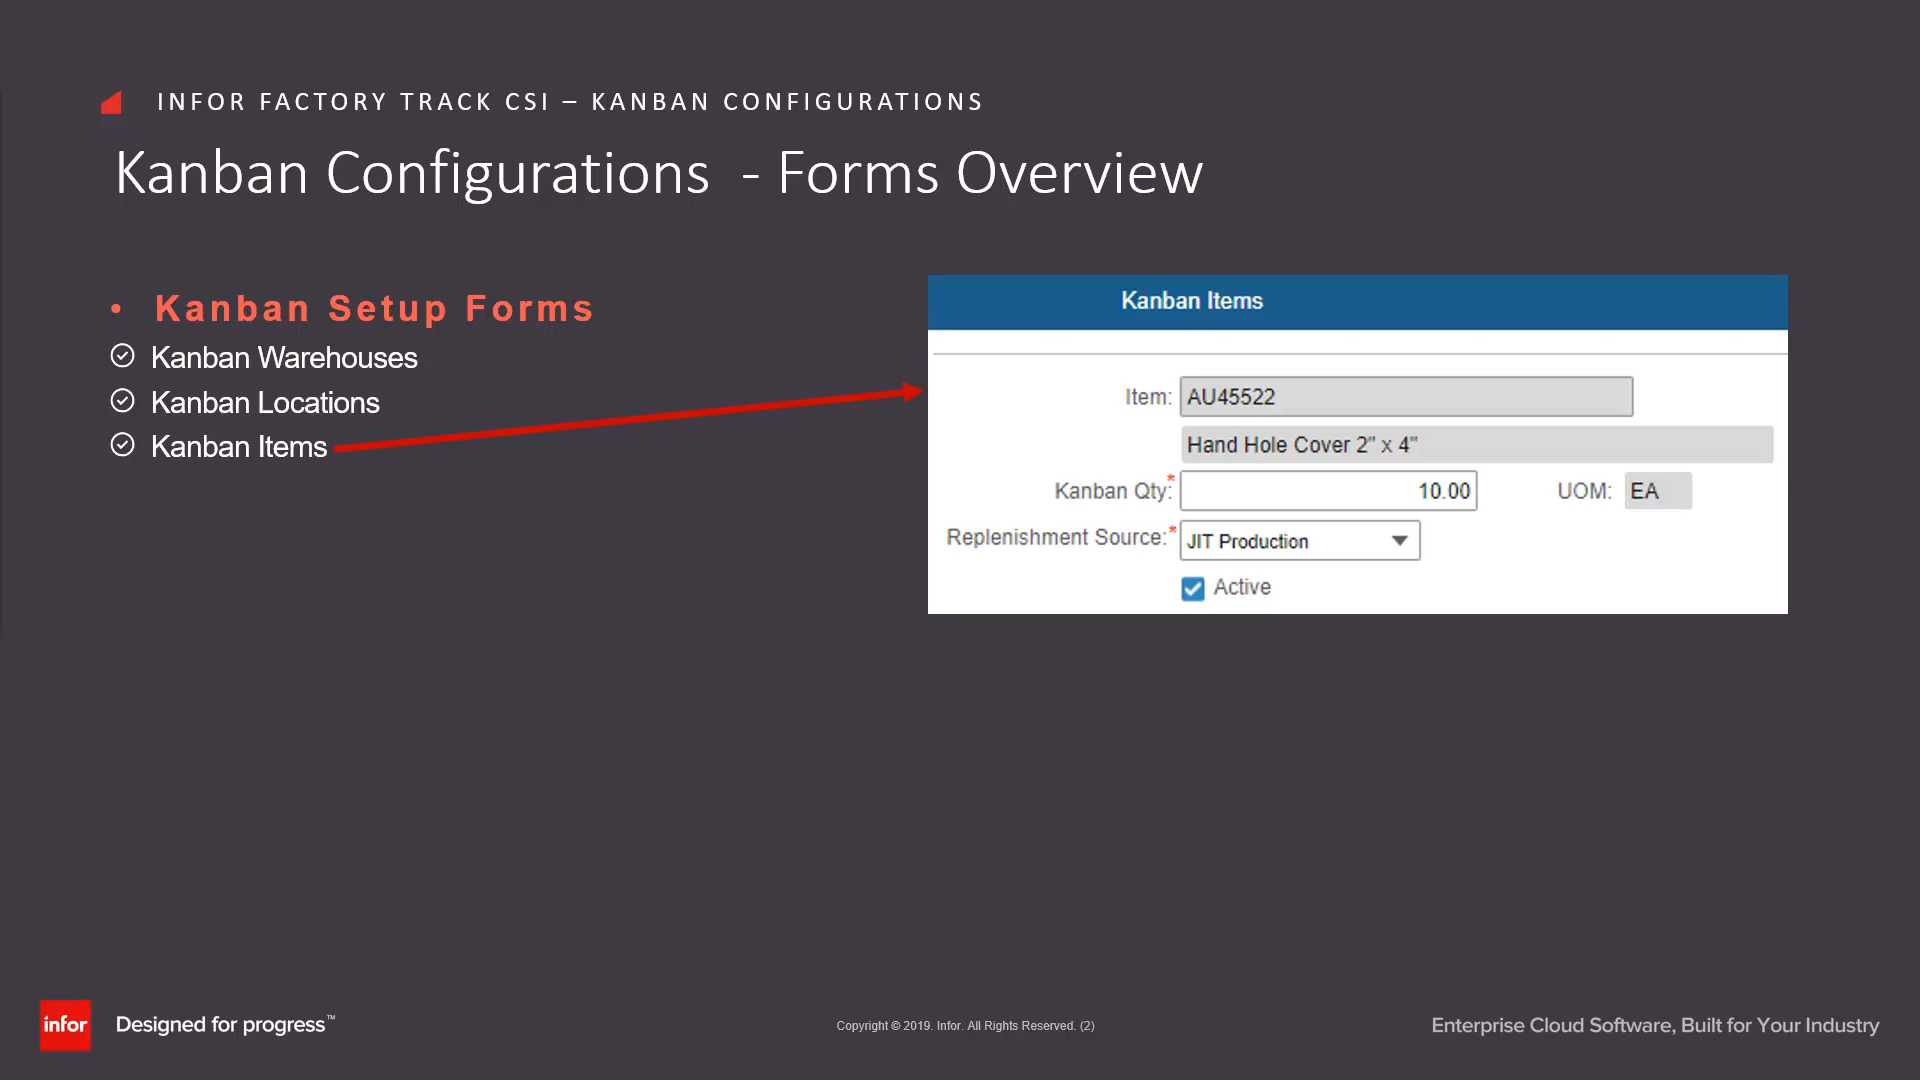 INFOR FACTORY TRACK CSI – KANBAN CONFIGURATIONS
Kanban Configurations - Forms Overview
• Kanban Setup Forms
Kanban Warehouses
Kanban Locations
Kanban Items
Kanban Items
Item: AU45522
Hand Hole Cover 2" x 4"
Kanban Qty:* 10.00 UOM: EA
Replenishment Source:* JIT Production
Active
infor Designed for progress™
Copyright © 2019. Infor. All Rights Reserved. (2)
Enterprise Cloud Software, Built for Your Industry